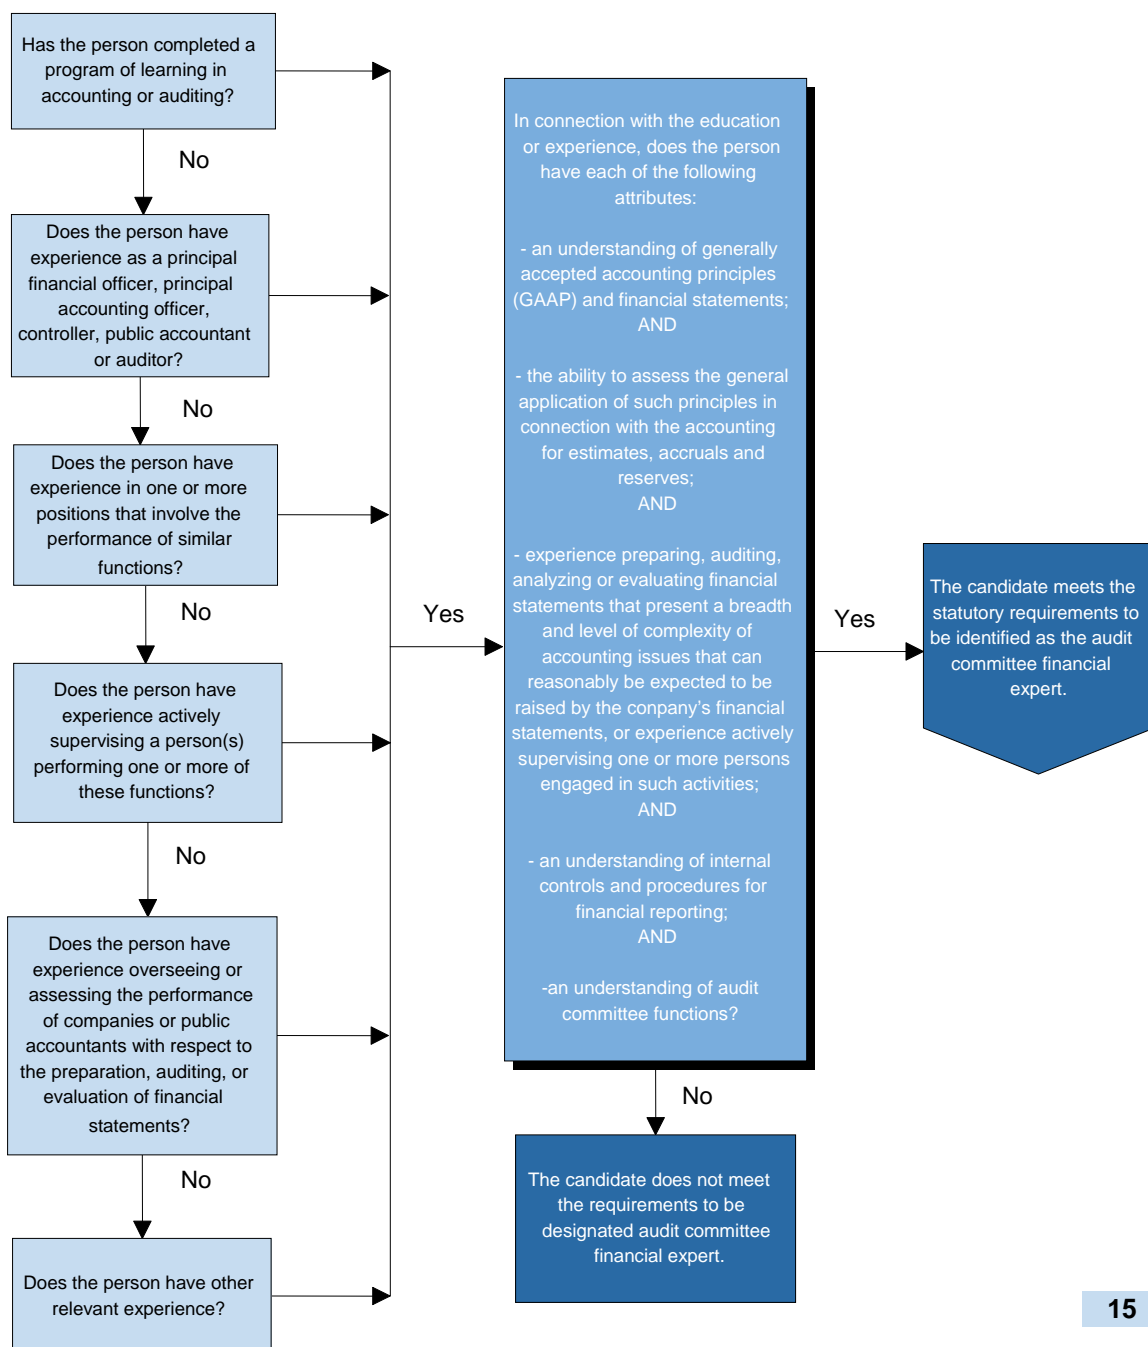 Has the person completed a
program of learning in
accounting or auditing?
No
Does the person have
experience as a principal
financial officer, principal
accounting officer,
controller, public accountant
or auditor?
No
Does the person have
experience in one or more
positions that involve the
performance of similar
functions?
No
Does the person have
experience actively
supervising a person(s)
performing one or more of
these functions?
No
Does the person have
experience overseeing or
assessing the performance
of companies or public
accountants with respect to
the preparation, auditing, or
evaluation of financial
statements?
No
Does the person have other
relevant experience?
Yes
In connection with the education
or experience, does the person
have each of the following
attributes:
- an understanding of generally
accepted accounting principles
(GAAP) and financial statements;
AND
- the ability to assess the general
application of such principles in
connection with the accounting
for estimates, accruals and
reserves;
AND
- experience preparing, auditing,
analyzing or evaluating financial
statements that present a breadth
and level of complexity of
accounting issues that can
reasonably be expected to be
raised by the conpany's financial
statements, or experience actively
supervising one or more persons
engaged in such activities;
AND
- an understanding of internal
controls and procedures for
financial reporting;
AND
-an understanding of audit
committee functions?
Yes
The candidate meets the
statutory requirements to
be identified as the audit
committee financial
expert.
No
The candidate does not meet
the requirements to be
designated audit committee
financial expert.
15